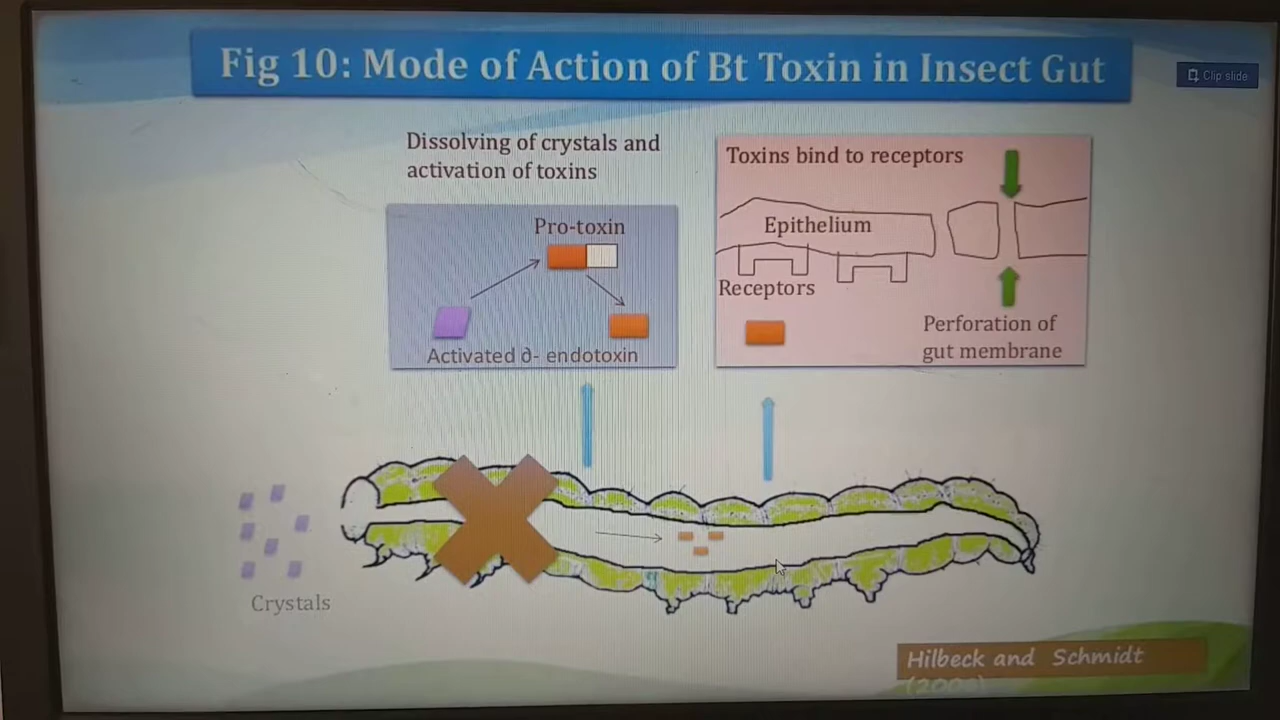 Fig 10: Mode of Action of Bt Toxin in Insect Gut
Clip slide
Dissolving of crystals and
activation of toxins
Pro-toxin
Activated ∂- endotoxin
Toxins bind to receptors
Epithelium
Receptors
Perforation of
gut membrane
Crystals
Hilbeck and Schmidt